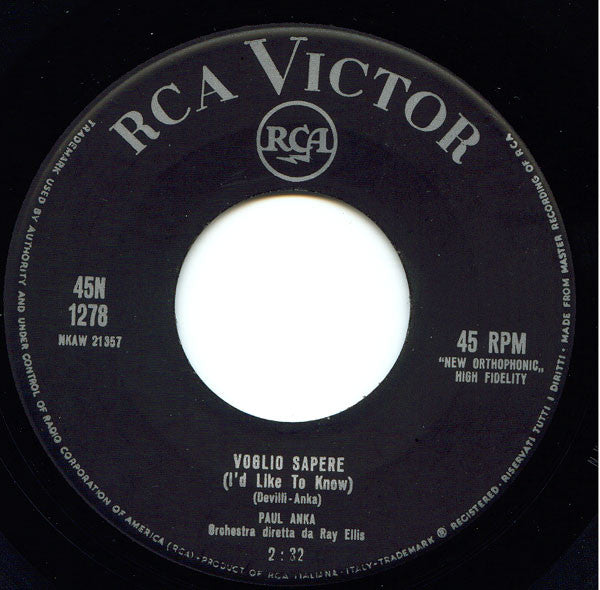 RCA VICTOR
RCA
45N
1278
NKAW 21357
45 RPM
"NEW ORTHOPHONIC„
HIGH FIDELITY
VOGLIO SAPERE
(I'd Like To Know)
(Devilli-Anka)
PAUL ANKA
Orchestra diretta da Ray Ellis
2:32
TRADEMARK USED BY AUTHORITY AND UNDER CONTROL OF RADIO CORPORATION OF AMERICA (RCA)-PRODUCT OF RCA ITALIANA-ITALY-TRADEMARK ® REGISTERED. RISERVATI TUTTI I DIRITTI - MADE FROM MASTER RECORDING OF RCA